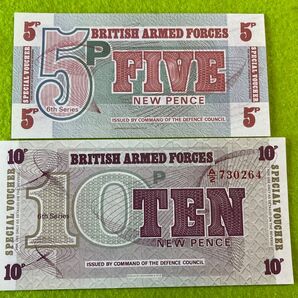 5P
BRITISH ARMED FORCES
5P
SPECIAL VOUCHER
5P
FIVE
SPECIAL VOUCHER
6th Series
NEW PENCE
5P
ISSUED BY COMMAND OF THE DEFENCE COUNCIL
5P
10P
BRITISH ARMED FORCES
10P
SPECIAL VOUCHER
10P
A/5 730264
TEN
SPECIAL VOUCHER
6th Series
NEW PENCE
10P
ISSUED BY COMMAND OF THE DEFENCE COUNCIL
10P